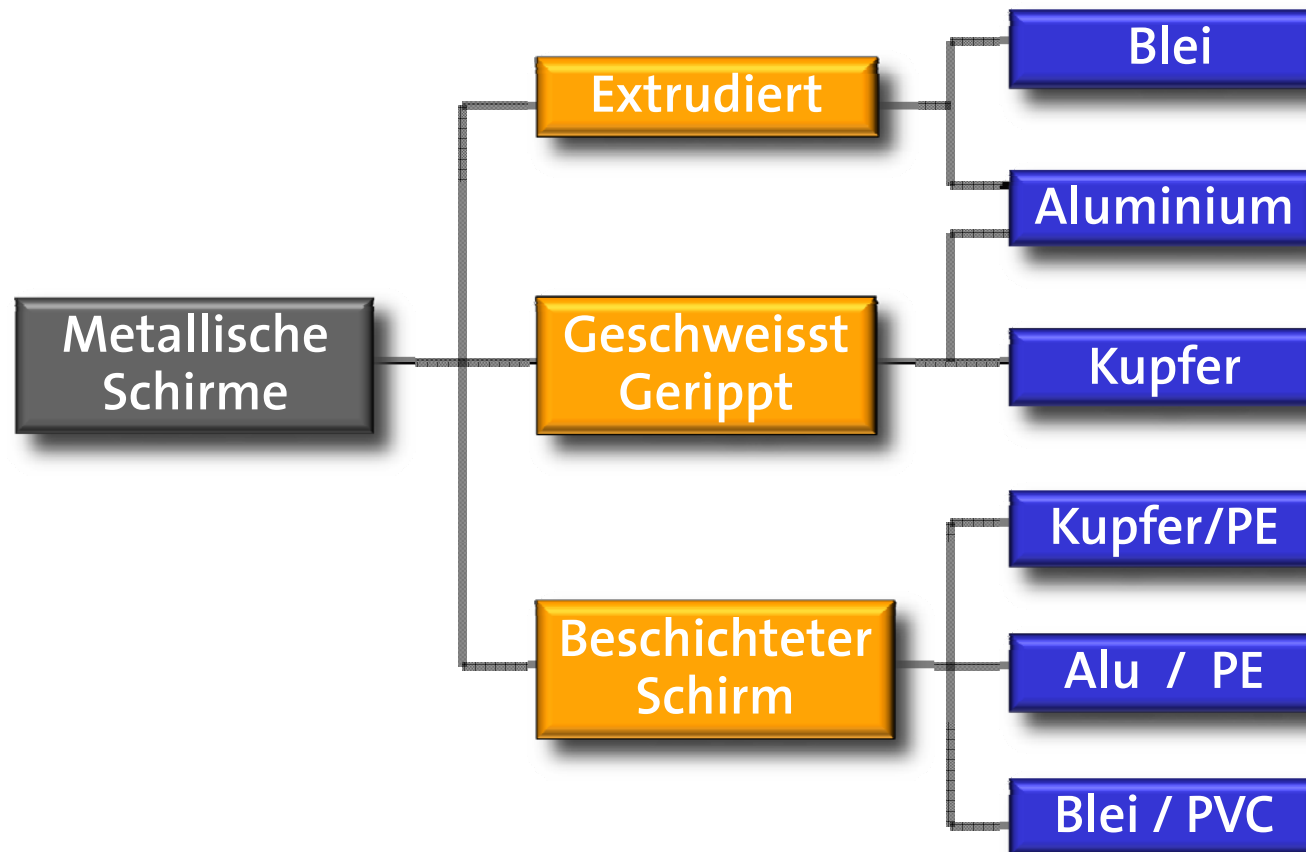 Metallische
Schirme
Extrudiert
Geschweisst
Gerippt
Beschichteter
Schirm
Blei
Aluminium
Kupfer
Kupfer/PE
Alu / PE
Blei / PVC